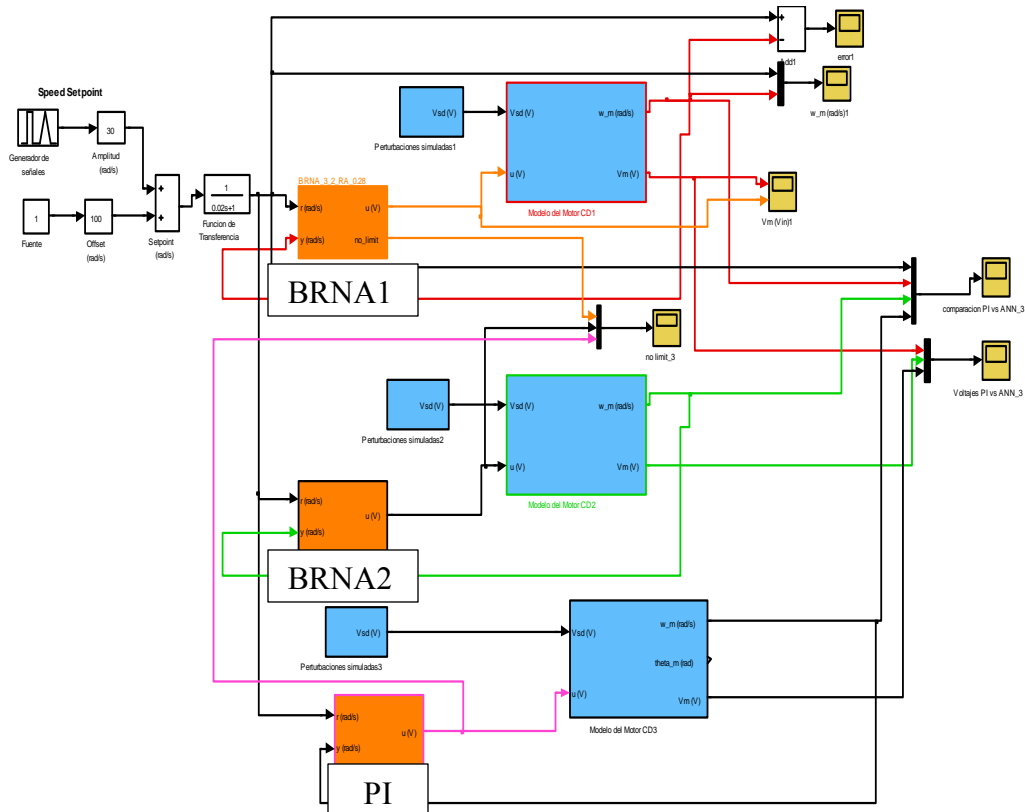 Speed Setpoint
Generador de
señales
30
Amplitud
(rad/s)
1
Fuente
100
Offset
(rad/s)
+
+
Setpoint
(rad/s)
1
0.02s+1
Funcion de
Transferencia
+
−
Add1
error1
w_m (rad/s)1
Vsd (V)
Perturbaciones simuladas1
Vsd (V)
w_m (rad/s)
u (V)
Vm (V)
Modelo del Motor CD1
Vm (Vin)1
BRNA_3_2_RA_028
r (rad/s)
u (V)
y (rad/s)
no_limit
BRNA1
comparacion PI vs ANN_3
no limit_3
Voltajes PI vs ANN_3
Vsd (V)
Perturbaciones simuladas2
Vsd (V)
w_m (rad/s)
u (V)
Vm (V)
Modelo del Motor CD2
r (rad/s)
u (V)
y (rad/s)
BRNA2
Vsd (V)
Perturbaciones simuladas3
Vsd (V)
w_m (rad/s)
theta_m (rad)
u (V)
Vm (V)
Modelo del Motor CD3
r (rad/s)
u (V)
y (rad/s)
PI